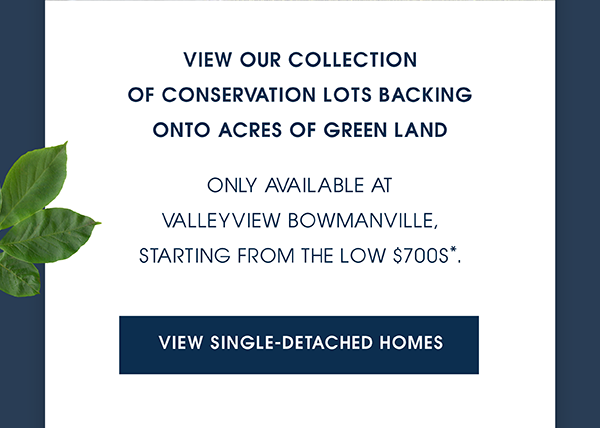 VIEW OUR COLLECTION
OF CONSERVATION LOTS BACKING
ONTO ACRES OF GREEN LAND
ONLY AVAILABLE AT
VALLEYVIEW BOWMANVILLE,
STARTING FROM THE LOW $700S*.
VIEW SINGLE-DETACHED HOMES